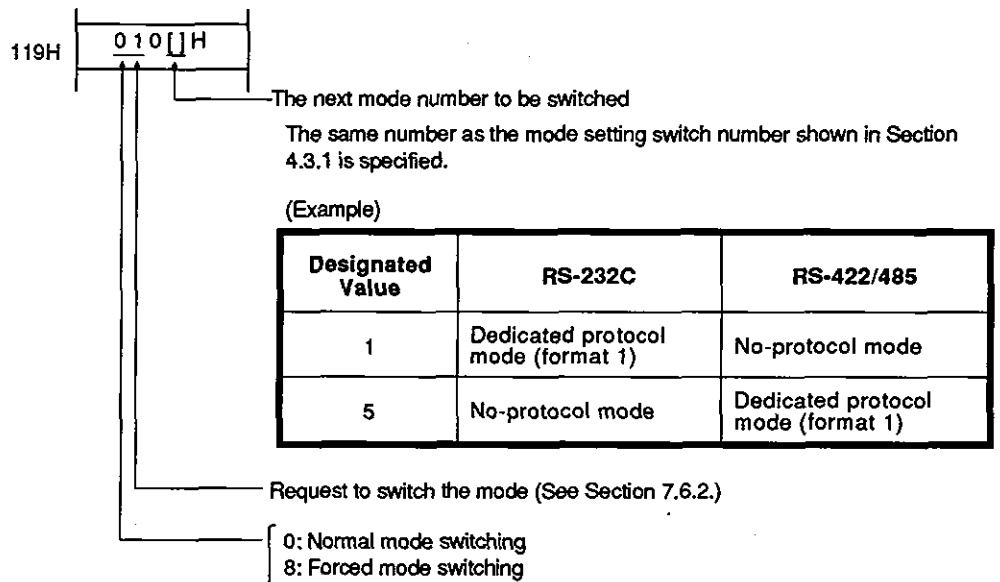 119H
0 1 0 [ ] H
The next mode number to be switched
The same number as the mode setting switch number shown in Section
4.3.1 is specified.
(Example)
Designated Value RS-232C RS-422/485
1 Dedicated protocol mode (format 1) No-protocol mode
5 No-protocol mode Dedicated protocol mode (format 1)
Request to switch the mode (See Section 7.6.2.)
0: Normal mode switching
8: Forced mode switching